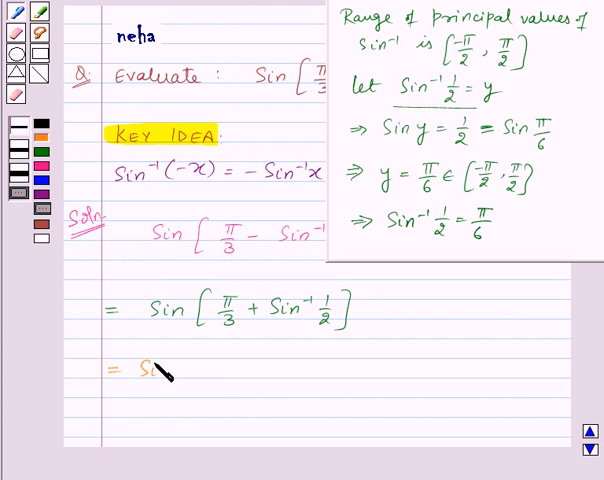 neha
Q. Evaluate : Sin [ π/3
KEY IDEA:
Sin⁻¹(-x) = - Sin⁻¹x
Soln
Sin [ π/3 - Sin⁻¹
= Sin [ π/3 + Sin⁻¹ 1/2 ]
= Si
Range of principal values of
Sin⁻¹ is [-π/2 , π/2]
let Sin⁻¹ 1/2 = y
⇒ Sin y = 1/2 = Sin π/6
⇒ y = π/6 ∈ [-π/2 , π/2]
⇒ Sin⁻¹ 1/2 = π/6